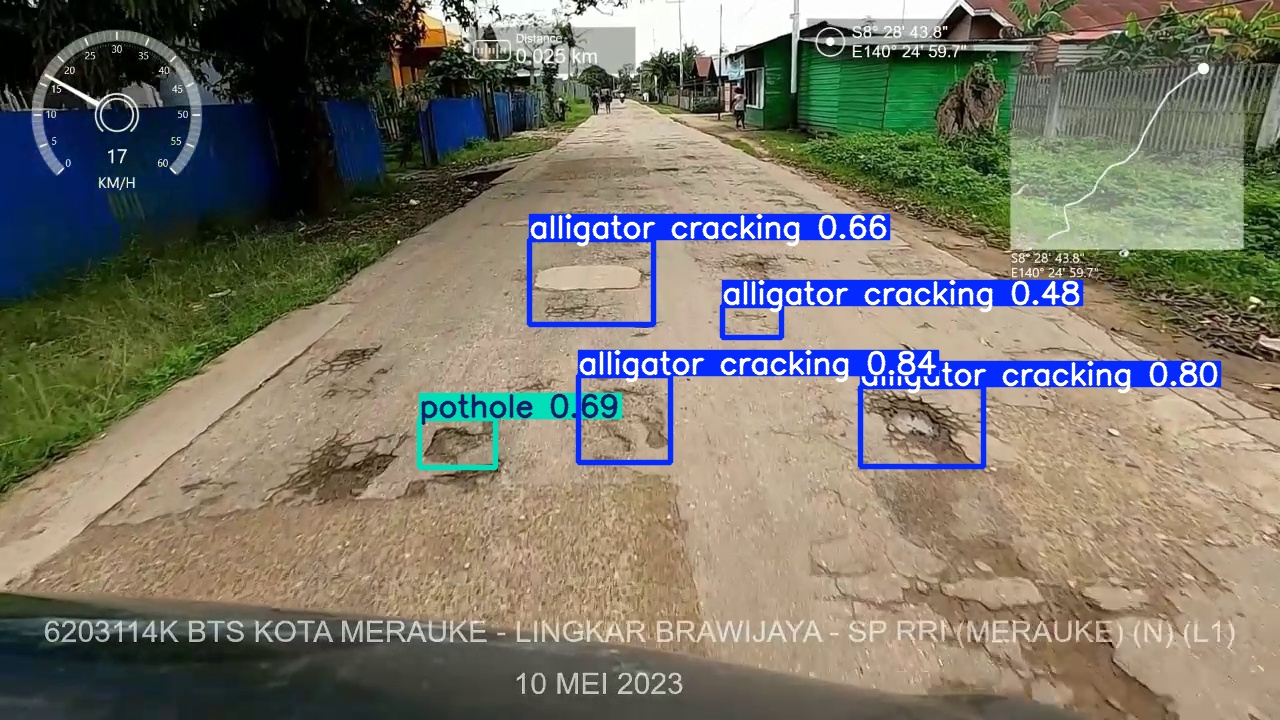 0
5
10
15
20
25
30
35
40
45
50
55
60
17
KM/H
Distance
0.025 km
S8° 28' 43.8"
E140° 24' 59.7"
S8° 28' 43.8"
E140° 24' 59.7"
alligator cracking 0.66
alligator cracking 0.48
alligator cracking 0.84
alligator cracking 0.80
pothole 0.69
6203114K BTS KOTA MERAUKE - LINGKAR BRAWIJAYA - SP RRI (MERAUKE) (N) (L1)
10 MEI 2023